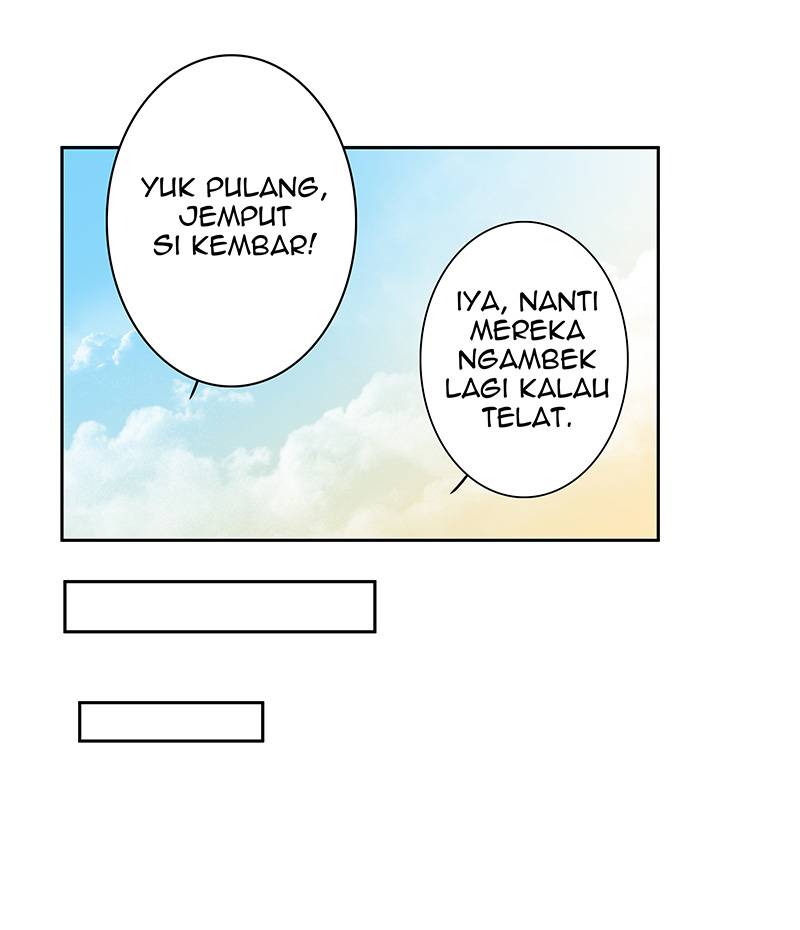 YUK PULANG,
JEMPUT
SI KEMBAR!
IYA, NANTI
MEREKA
NGAMBEK
LAGI KALAU
TELAT.